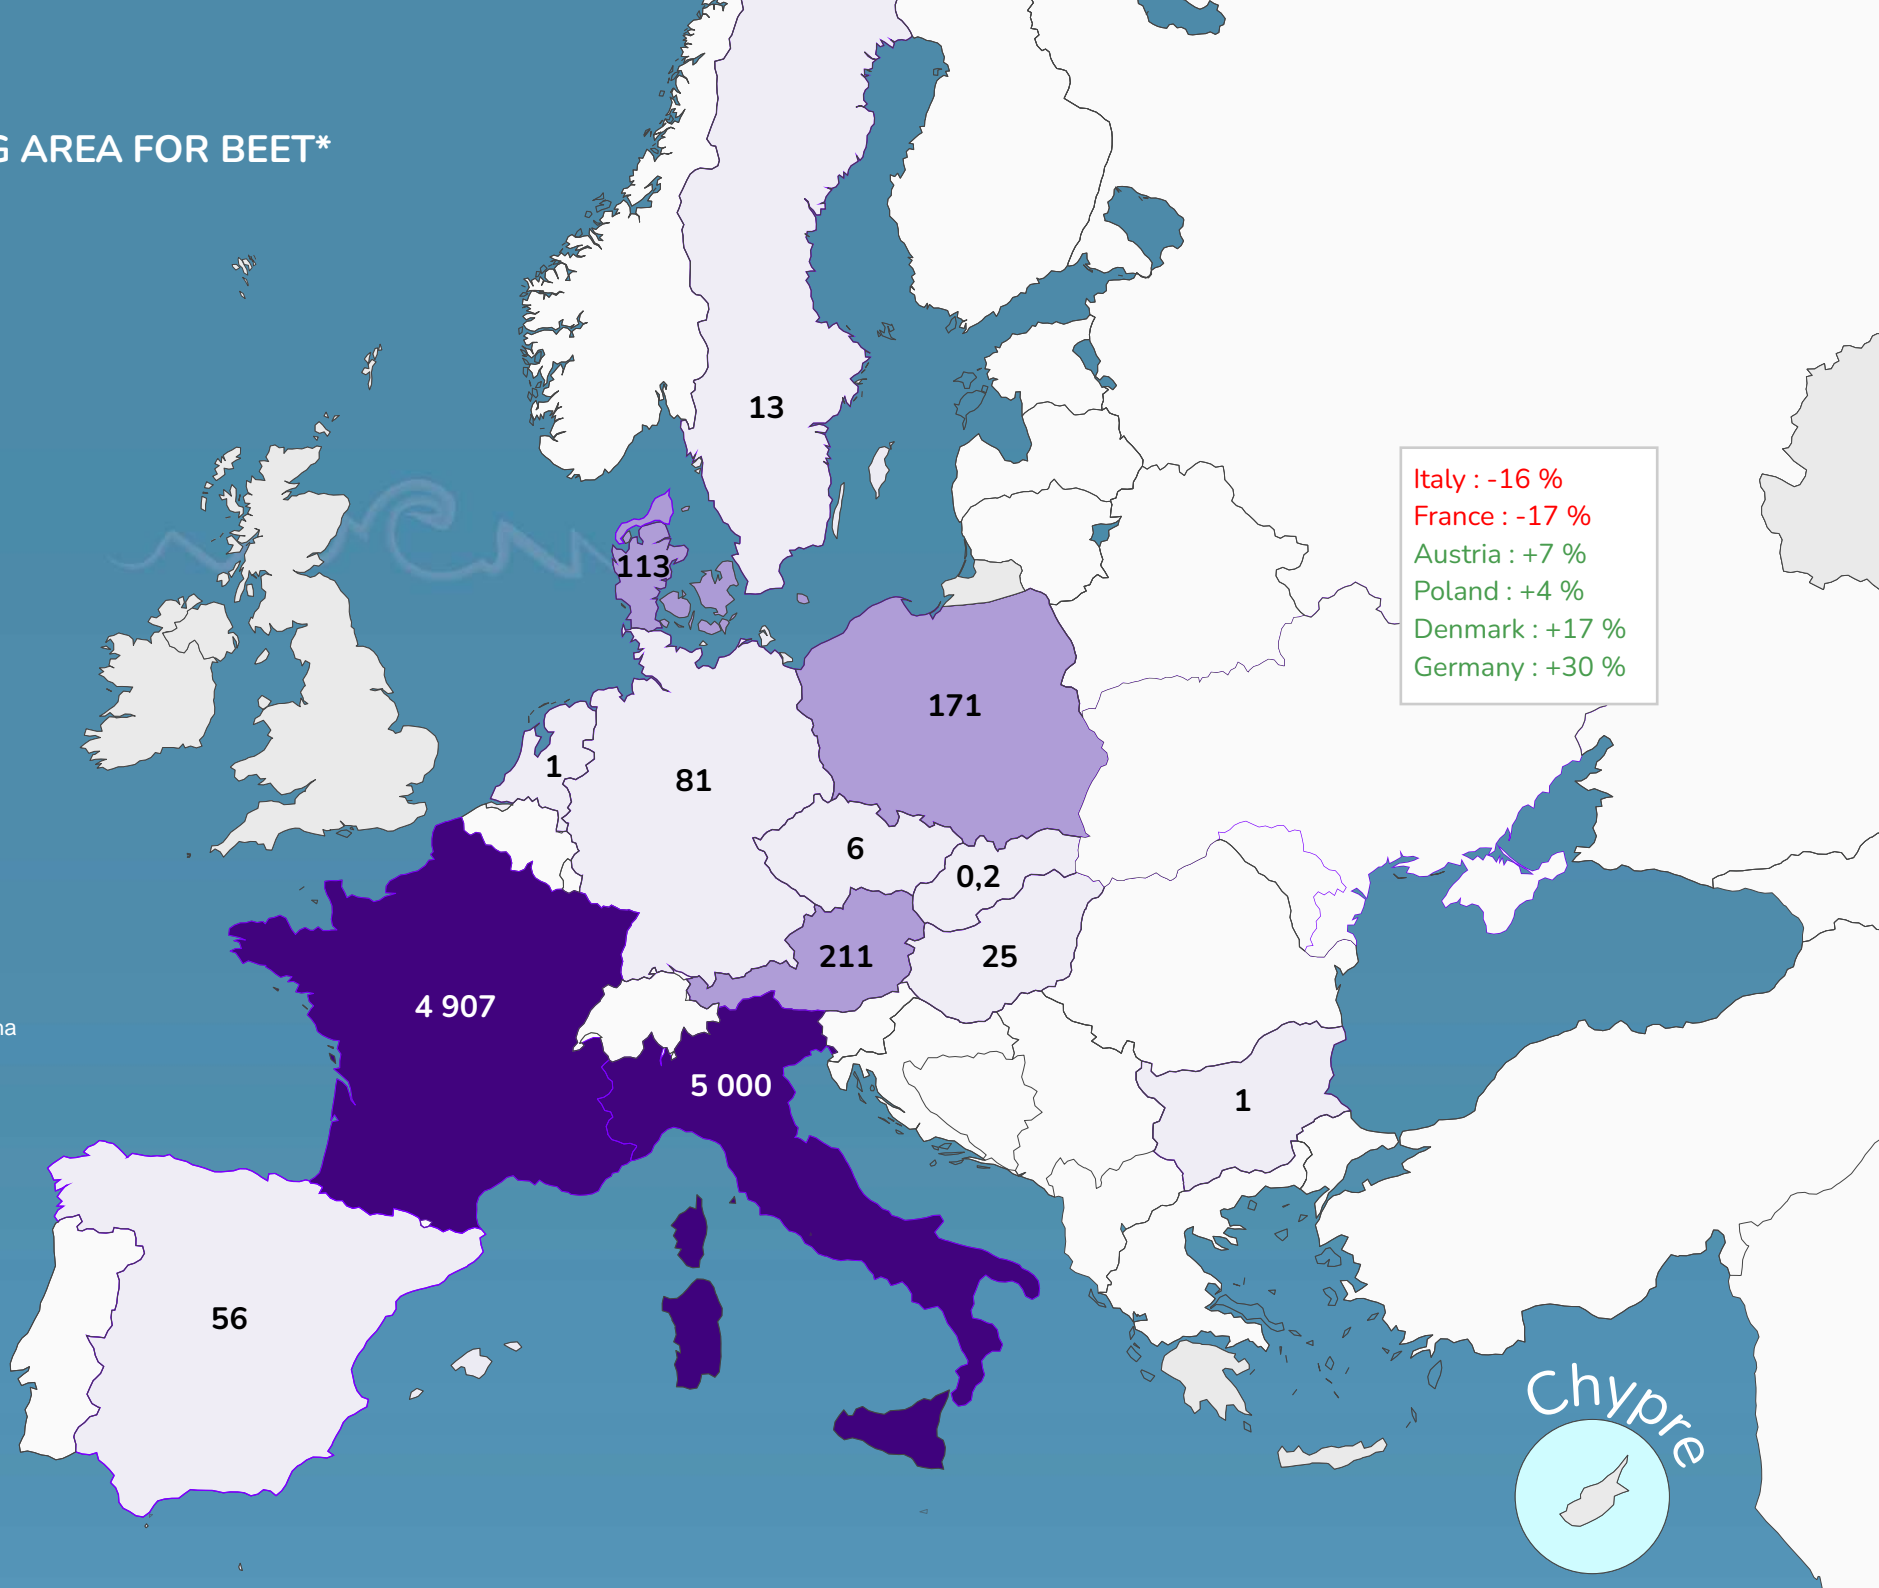 G AREA FOR BEET*
13
Italy : -16 %
France : -17 %
Austria : +7 %
Poland : +4 %
Denmark : +17 %
Germany : +30 %
113
171
1
81
6
0,2
211
25
4 907
ha
5 000
1
56
Chypre